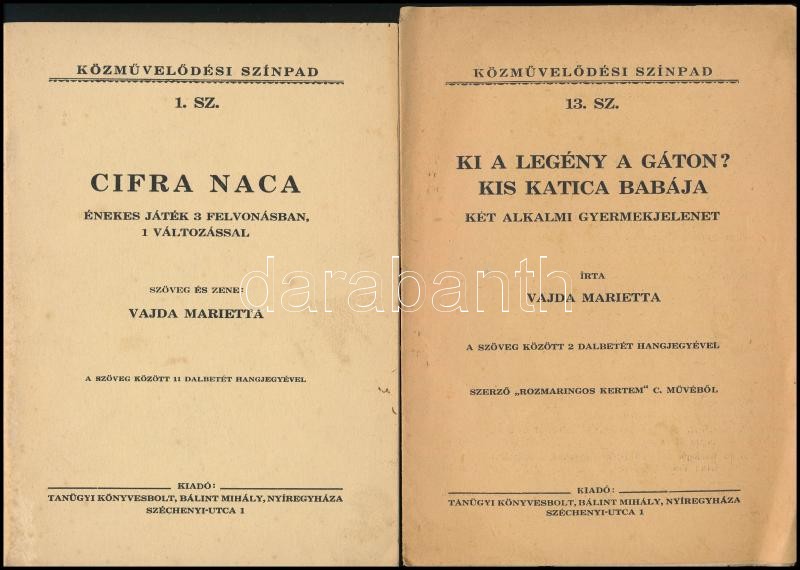 KÖZMŰVELŐDÉSI SZÍNPAD
1. SZ.
CIFRA NACA
ÉNEKES JÁTÉK 3 FELVONÁSBAN,
1 VÁLTOZÁSSAL
SZÖVEG ÉS ZENE:
VAJDA MARIETTA
A SZÖVEG KÖZÖTT 11 DALBETÉT HANGJEGYÉVEL
KIADÓ:
TANÜGYI KÖNYVESBOLT, BÁLINT MIHÁLY, NYÍREGYHÁZA
SZÉCHENYI-UTCA 1
KÖZMŰVELŐDÉSI SZÍNPAD
13. SZ.
KI A LEGÉNY A GÁTON?
KIS KATICA BABÁJA
KÉT ALKALMI GYERMEKJELENET
ÍRTA
VAJDA MARIETTA
A SZÖVEG KÖZÖTT 2 DALBETÉT HANGJEGYÉVEL
SZERZŐ „ROZMARINGOS KERTEM" C. MŰVÉBŐL
KIADÓ:
TANÜGYI KÖNYVESBOLT, BÁLINT MIHÁLY, NYÍREGYHÁZA
SZÉCHENYI-UTCA 1
darabanth